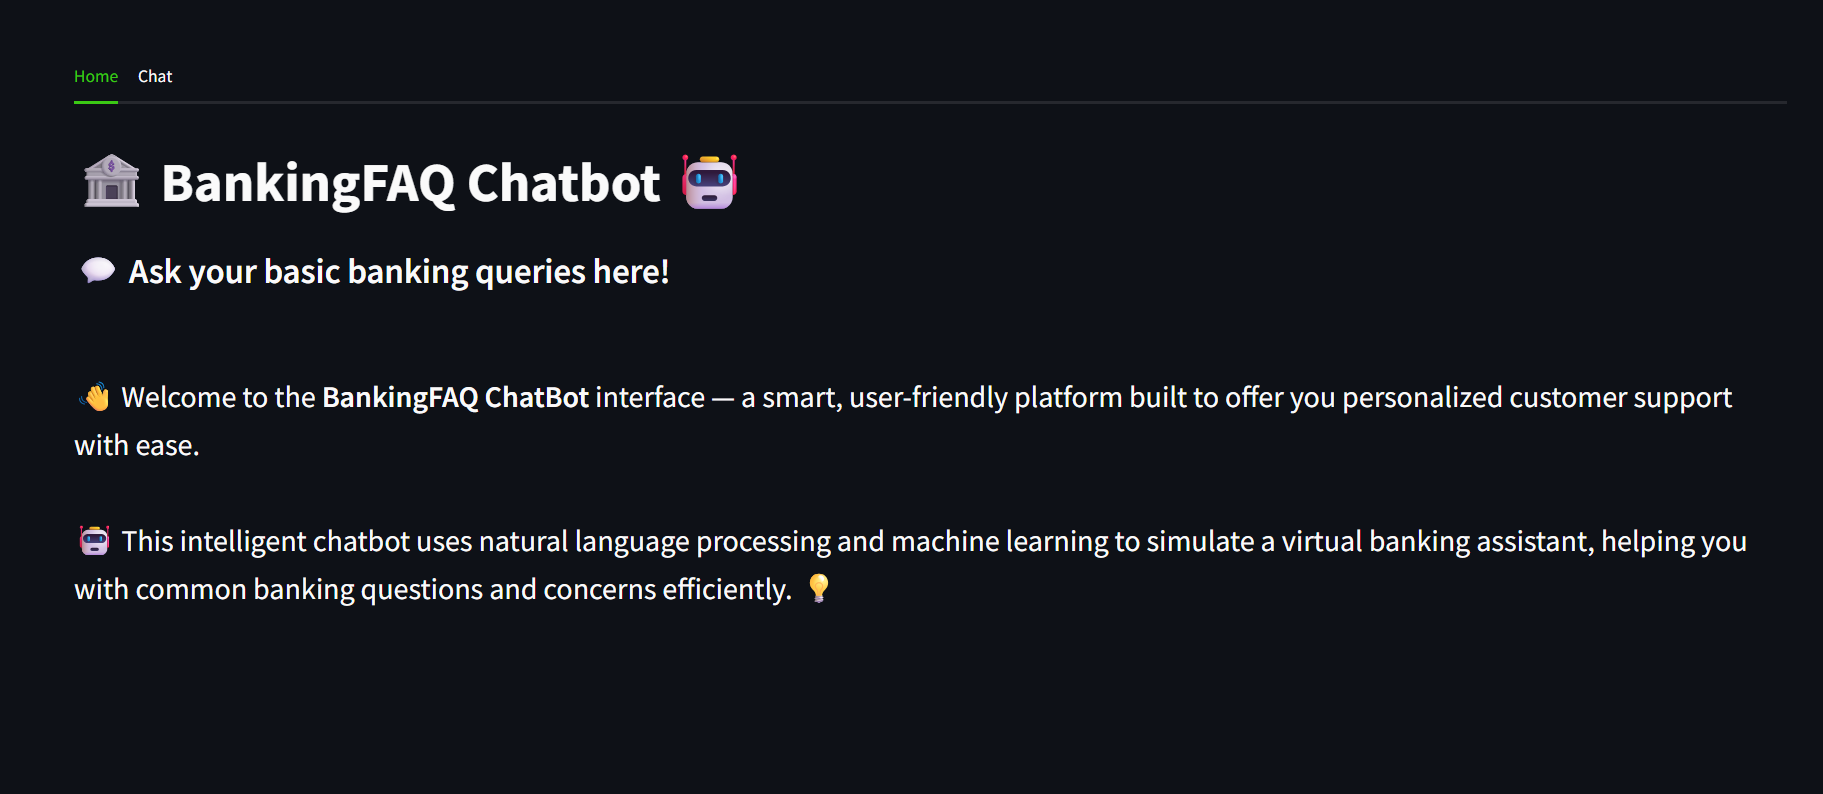 Home Chat
🏦 BankingFAQ Chatbot 🤖
💬 Ask your basic banking queries here!
👋 Welcome to the BankingFAQ ChatBot interface — a smart, user-friendly platform built to offer you personalized customer support
with ease.
🤖 This intelligent chatbot uses natural language processing and machine learning to simulate a virtual banking assistant, helping you
with common banking questions and concerns efficiently. 💡